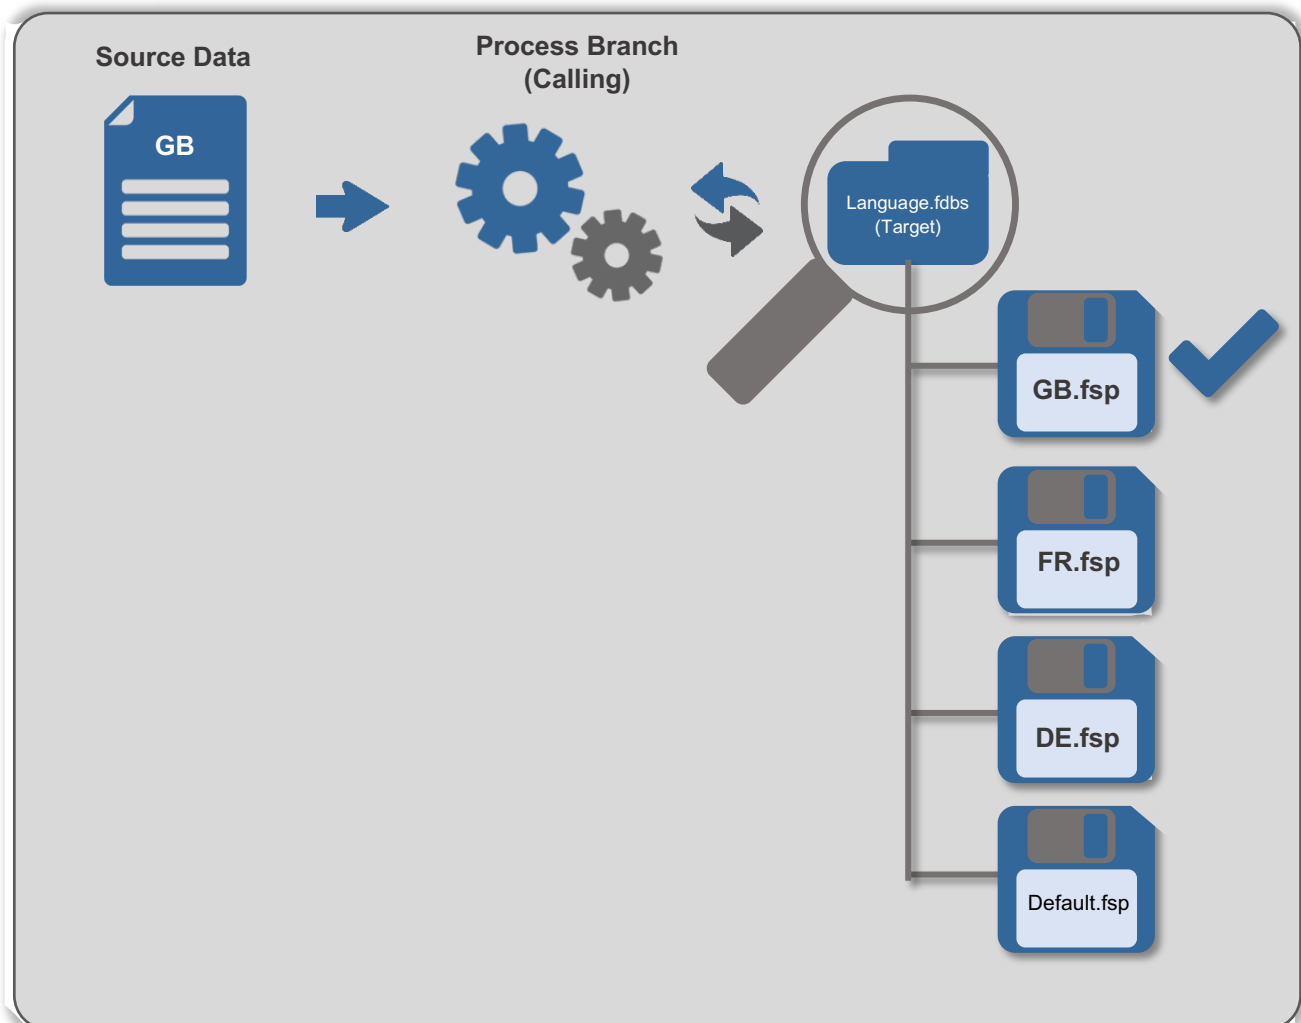 Source Data
Process Branch
(Calling)
GB
Language.fdbs
(Target)
GB.fsp
FR.fsp
DE.fsp
Default.fsp